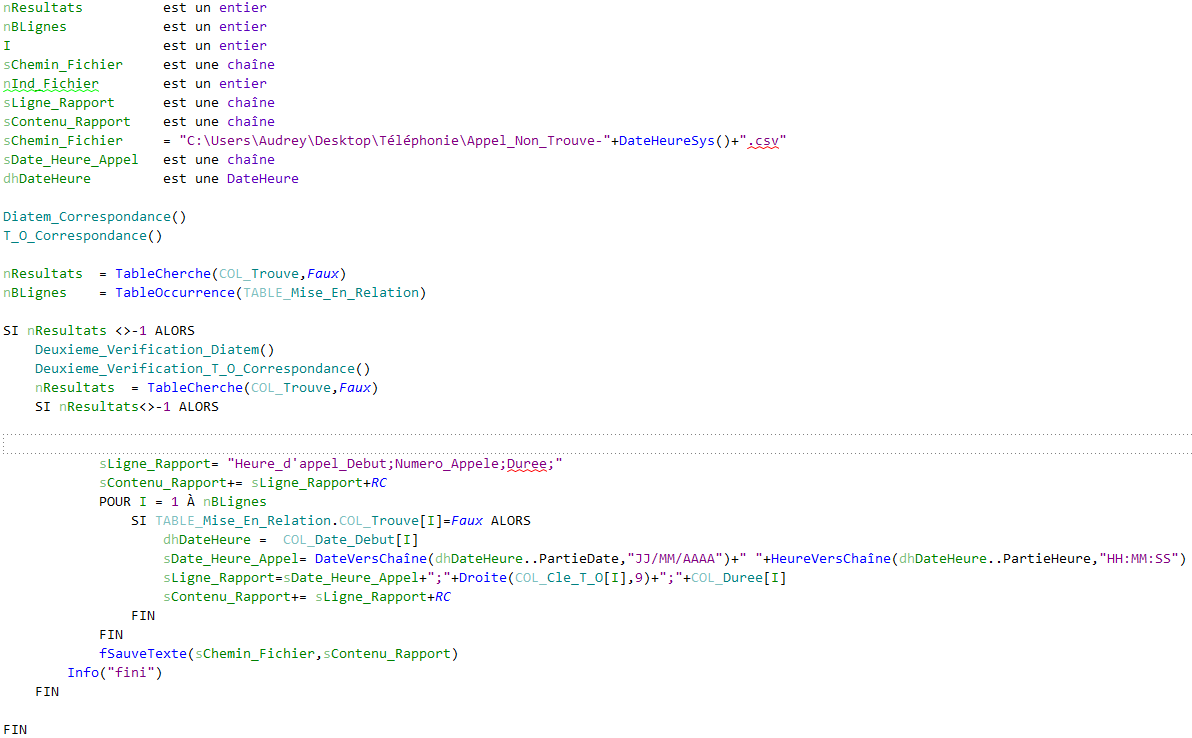 nResultats est un entier
nBLignes est un entier
I est un entier
sChemin_Fichier est une chaîne
nInd_Fichier est un entier
sLigne_Rapport est une chaîne
sContenu_Rapport est une chaîne
sChemin_Fichier = "C:\Users\Audrey\Desktop\Téléphonie\Appel_Non_Trouve-"+DateHeureSys()+".csv"
sDate_Heure_Appel est une chaîne
dhDateHeure est une DateHeure
Diatem_Correspondance()
T_O_Correspondance()
nResultats = TableCherche(COL_Trouve,Faux)
nBLignes = TableOccurrence(TABLE_Mise_En_Relation)
SI nResultats <>-1 ALORS
Deuxieme_Verification_Diatem()
Deuxieme_Verification_T_O_Correspondance()
nResultats = TableCherche(COL_Trouve,Faux)
SI nResultats<>-1 ALORS
sLigne_Rapport= "Heure_d'appel_Debut;Numero_Appele;Duree;"
sContenu_Rapport+= sLigne_Rapport+RC
POUR I = 1 À nBLignes
SI TABLE_Mise_En_Relation.COL_Trouve[I]=Faux ALORS
dhDateHeure = COL_Date_Debut[I]
sDate_Heure_Appel= DateVersChaîne(dhDateHeure..PartieDate,"JJ/MM/AAAA")+" "+HeureVersChaîne(dhDateHeure..PartieHeure,"HH:MM:SS")
sLigne_Rapport=sDate_Heure_Appel+";"+Droite(COL_Cle_T_O[I],9)+";"+COL_Duree[I]
sContenu_Rapport+= sLigne_Rapport+RC
FIN
FIN
fSauveTexte(sChemin_Fichier,sContenu_Rapport)
Info("fini")
FIN
FIN